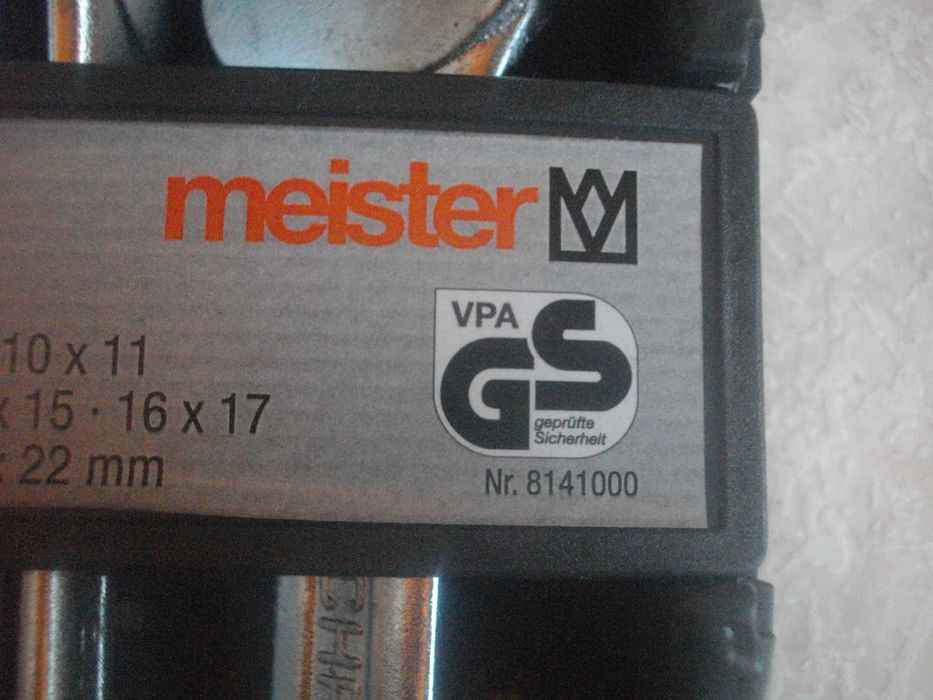 meister
VPA
GS
geprüfte
Sicherheit
Nr. 8141000
10 x 11
x 15 · 16 x 17
x 22 mm